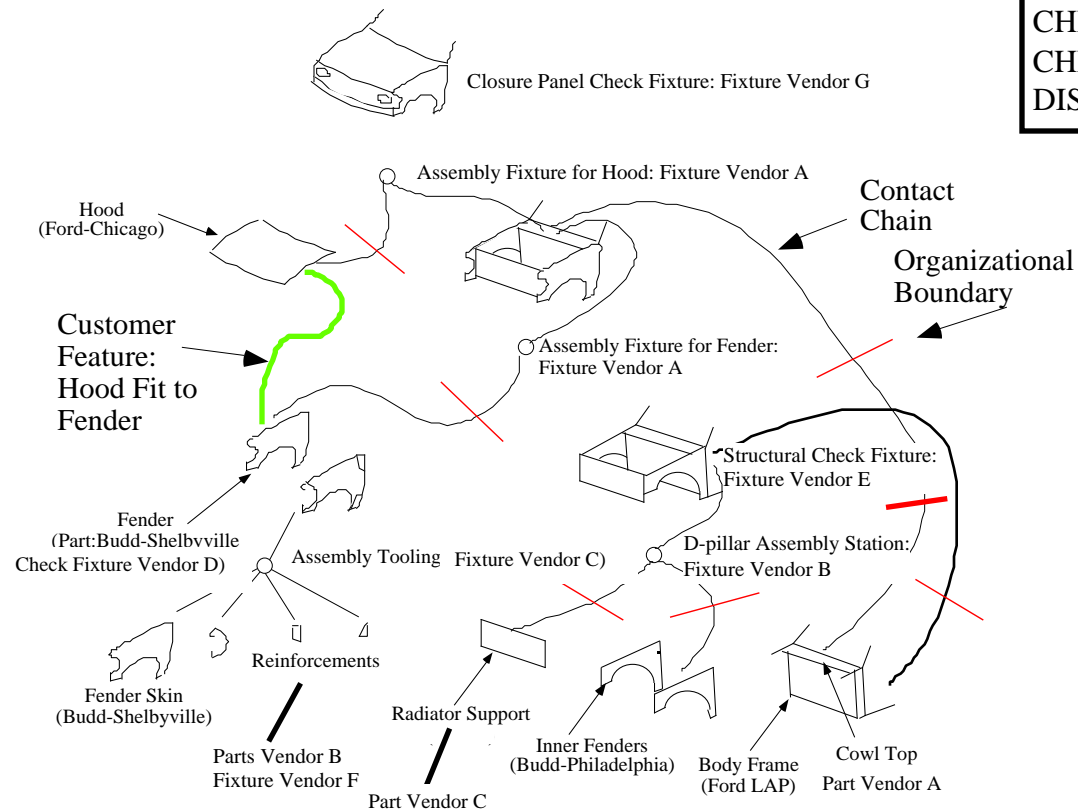 Closure Panel Check Fixture: Fixture Vendor G
Assembly Fixture for Hood: Fixture Vendor A
Hood
(Ford-Chicago)
Contact
Chain
Organizational
Boundary
Customer
Feature:
Hood Fit to
Fender
Assembly Fixture for Fender:
Fixture Vendor A
Structural Check Fixture:
Fixture Vendor E
Fender
(Part:Budd-Shelbyville
Check Fixture Vendor D)
Assembly Tooling
Fixture Vendor C)
D-pillar Assembly Station:
Fixture Vendor B
Reinforcements
Fender Skin
(Budd-Shelbyville)
Radiator Support
Inner Fenders
(Budd-Philadelphia)
Body Frame
(Ford LAP)
Cowl Top
Part Vendor A
Parts Vendor B
Fixture Vendor F
Part Vendor C